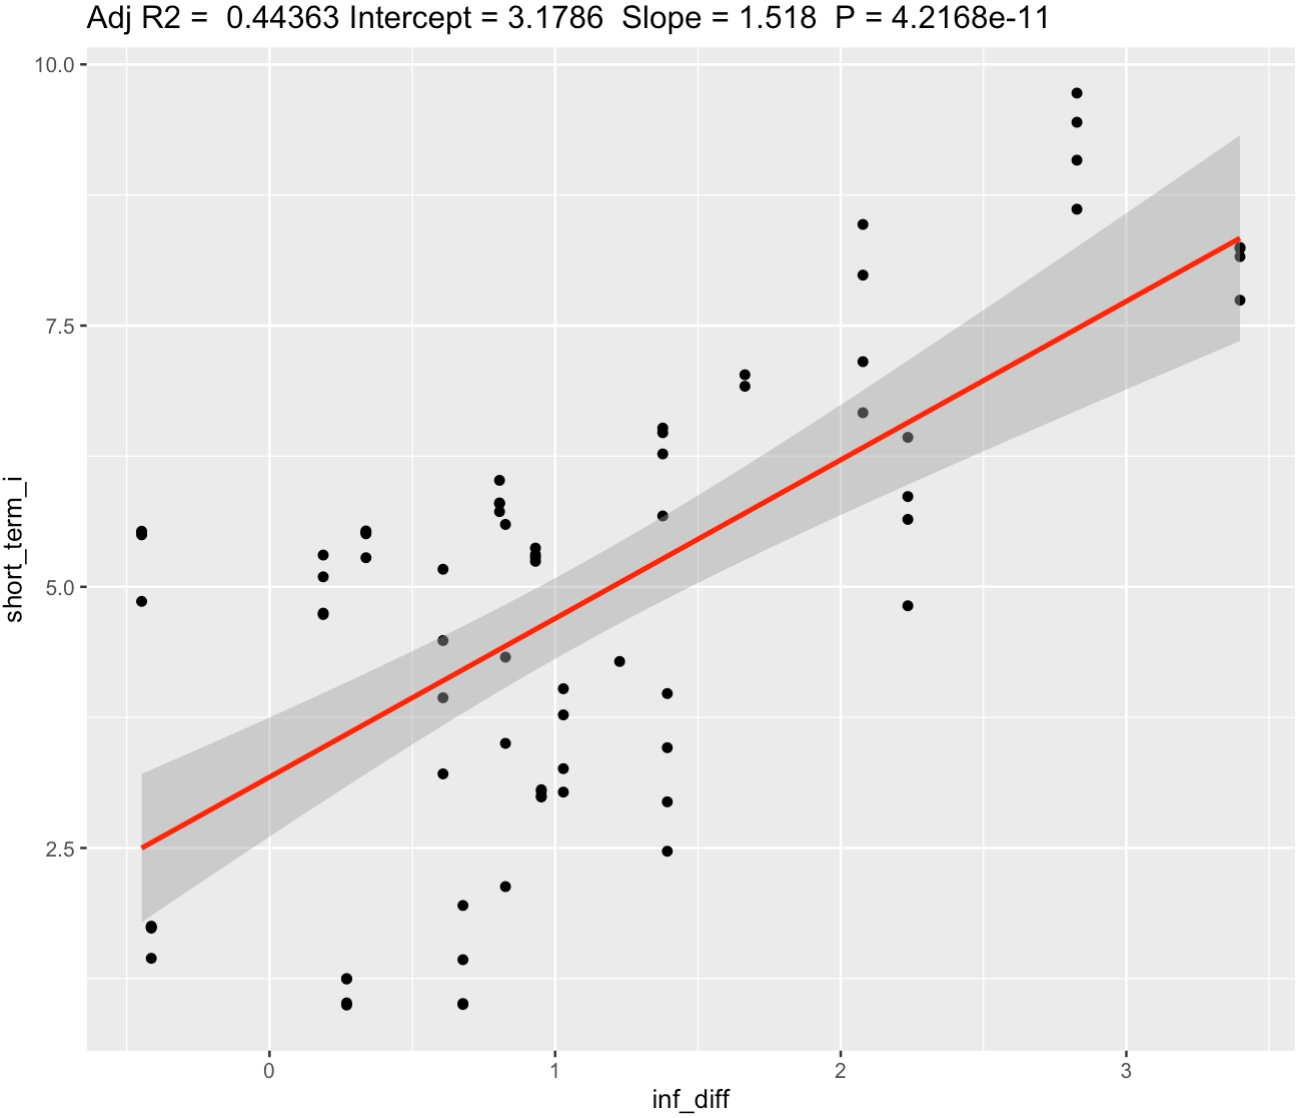 Adj R2 =  0.44363 Intercept = 3.1786  Slope = 1.518  P = 4.2168e-11
10.0
7.5
5.0
2.5
short_term_i
0 1 2 3
inf_diff